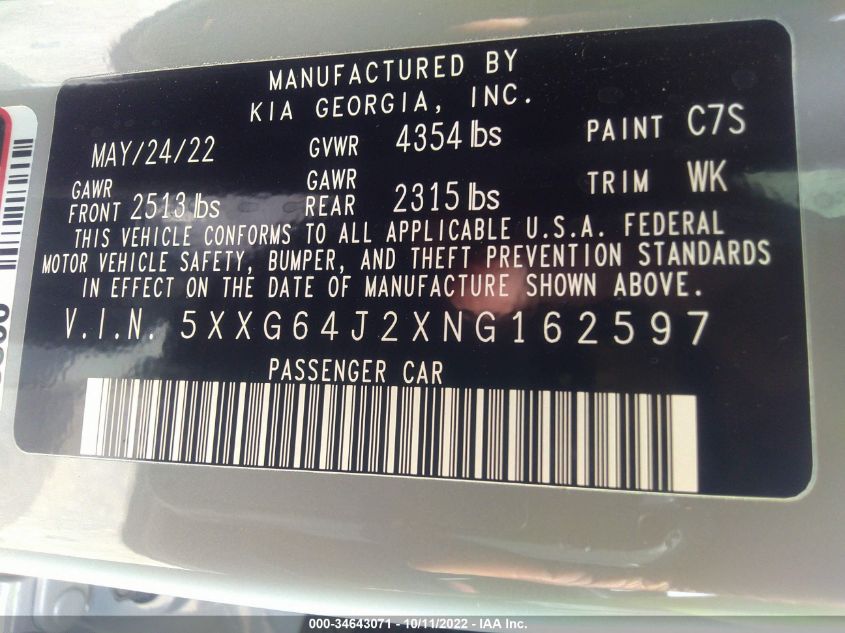 MANUFACTURED BY
KIA GEORGIA, INC.
MAY/24/22 GVWR 4354 lbs PAINT C7S
GAWR FRONT 2513 lbs GAWR REAR 2315 lbs TRIM WK
THIS VEHICLE CONFORMS TO ALL APPLICABLE U.S.A. FEDERAL
MOTOR VEHICLE SAFETY, BUMPER, AND THEFT PREVENTION STANDARDS
IN EFFECT ON THE DATE OF MANUFACTURE SHOWN ABOVE.
V.I.N. 5XXG64J2XNG162597
PASSENGER CAR
000-34643071 - 10/11/2022 - IAA Inc.